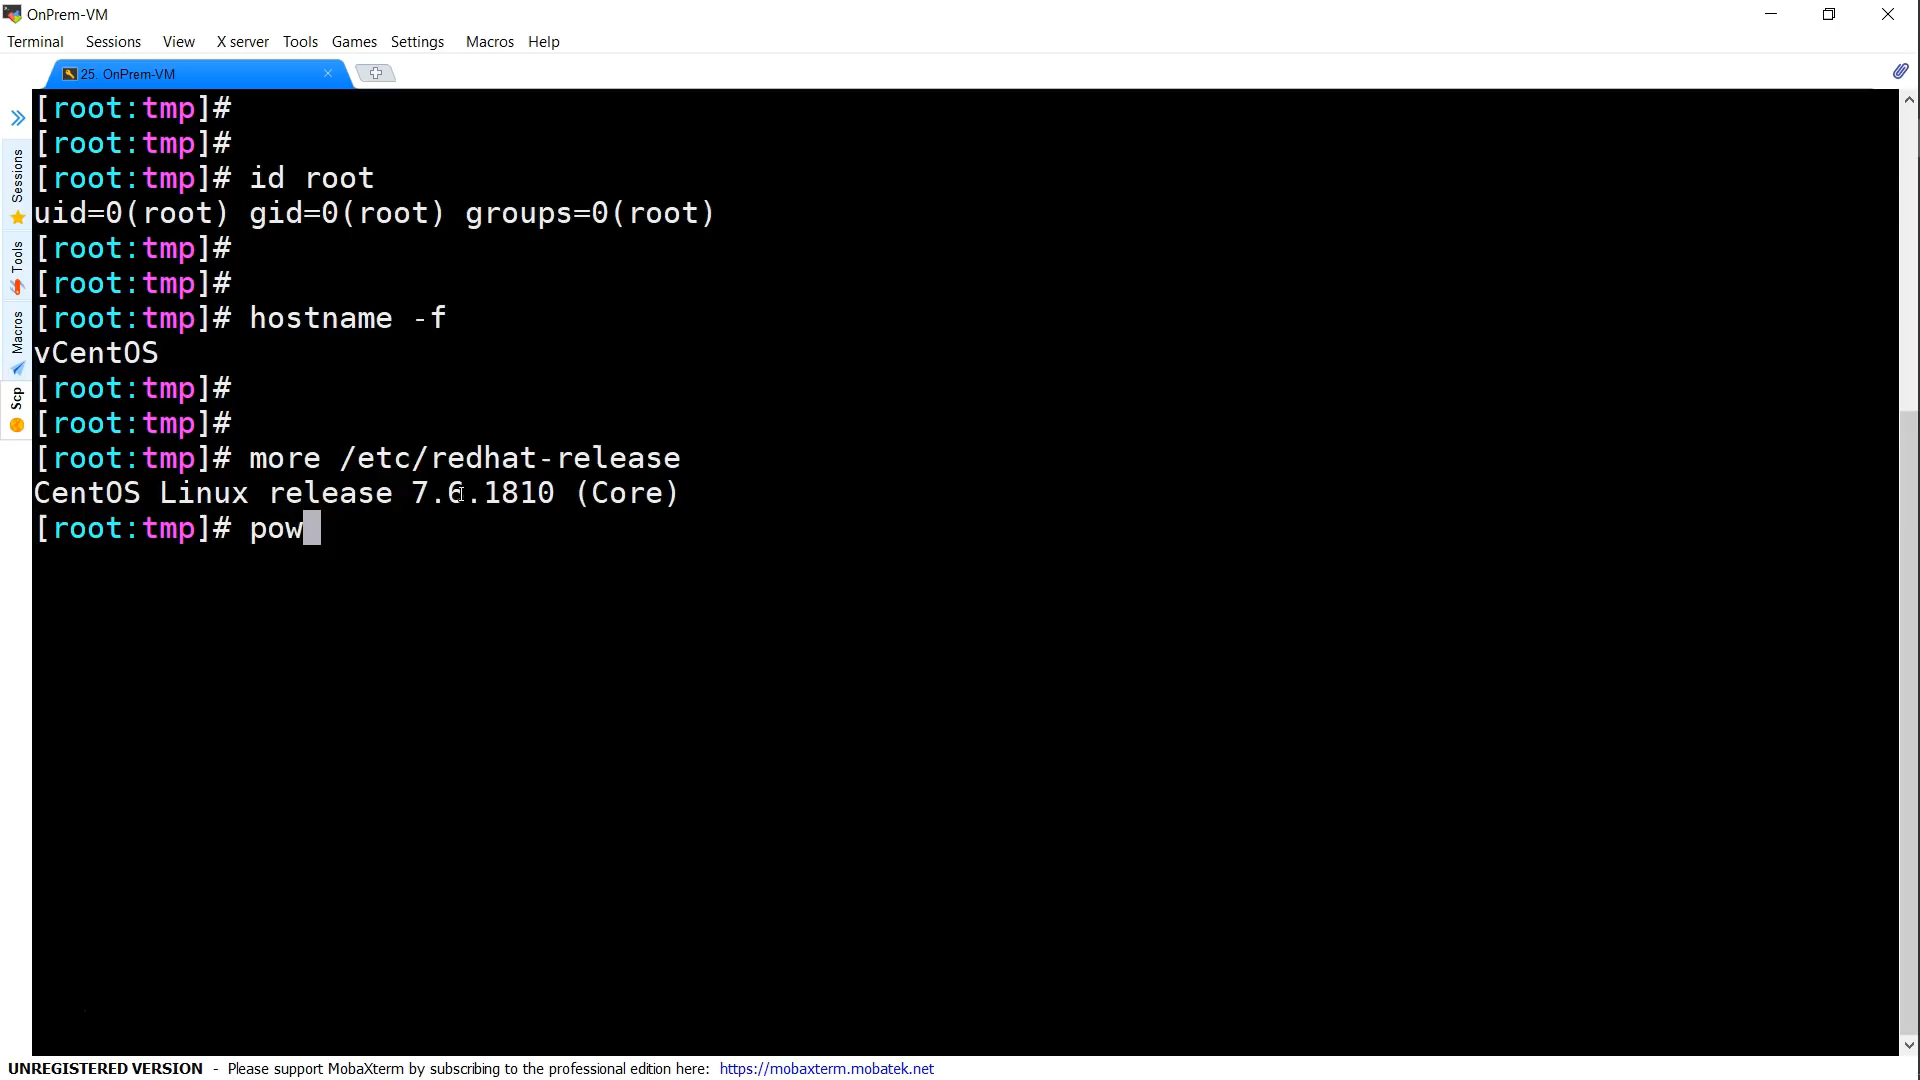 OnPrem-VM
Terminal Sessions View X server Tools Games Settings Macros Help
25. OnPrem-VM
[root:tmp]#
[root:tmp]#
[root:tmp]# id root
uid=0(root) gid=0(root) groups=0(root)
[root:tmp]#
[root:tmp]#
[root:tmp]# hostname -f
vCentOS
[root:tmp]#
[root:tmp]#
[root:tmp]# more /etc/redhat-release
CentOS Linux release 7.6.1810 (Core)
[root:tmp]# pow
Sessions
Tools
Macros
Scp
UNREGISTERED VERSION - Please support MobaXterm by subscribing to the professional edition here: https://mobaxterm.mobatek.net